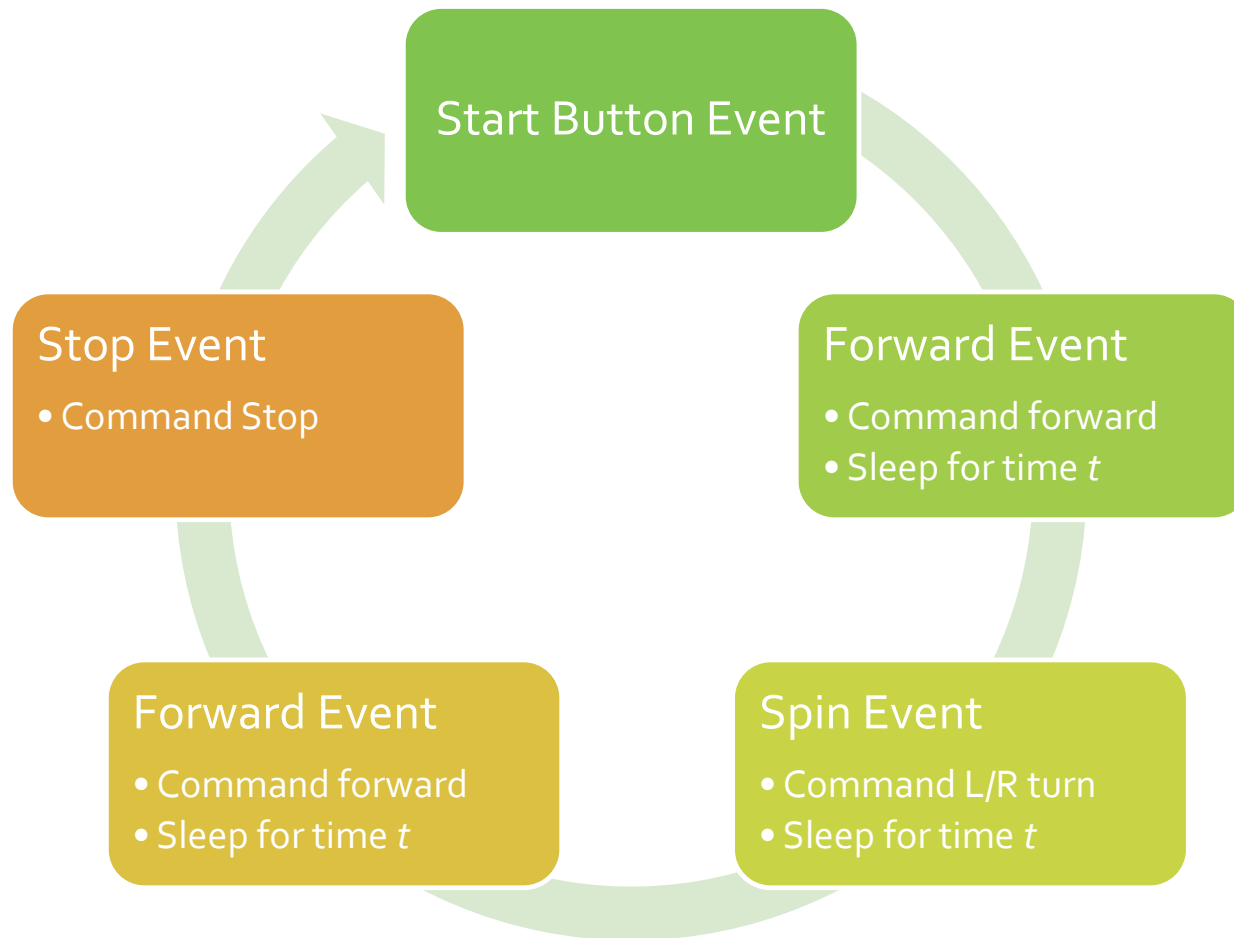 Start Button Event
Forward Event
• Command forward
• Sleep for time t
Spin Event
• Command L/R turn
• Sleep for time t
Forward Event
• Command forward
• Sleep for time t
Stop Event
• Command Stop